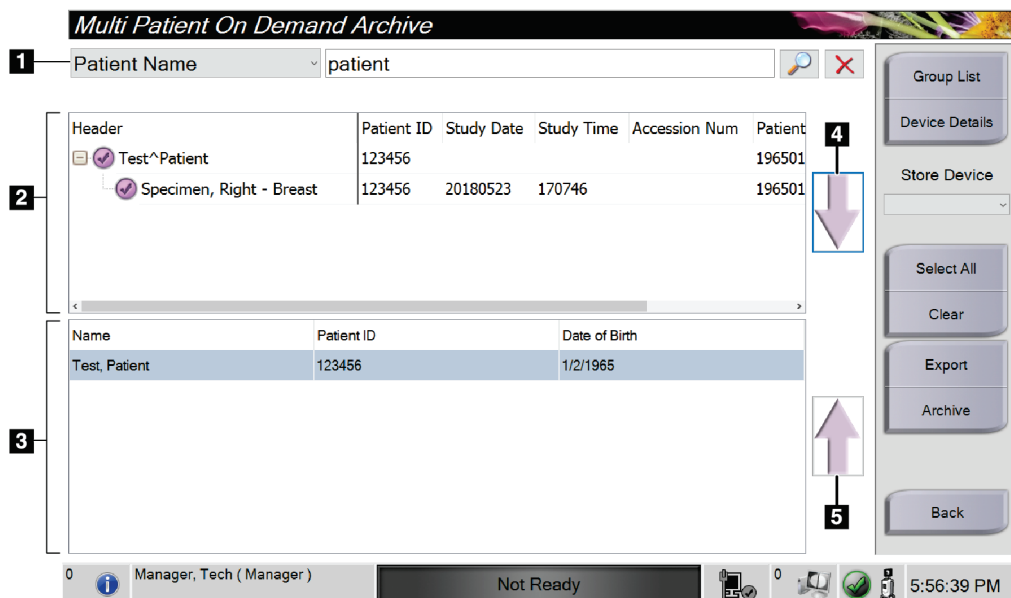 Multi Patient On Demand Archive
1 Patient Name patient
Group List
Device Details
Store Device
Select All
Clear
Export
Archive
Back
2
Header Patient ID Study Date Study Time Accession Num Patient
Test^Patient 123456 196501
Specimen, Right - Breast 123456 20180523 170746 196501
4
3
Name Patient ID Date of Birth
Test, Patient 123456 1/2/1965
5
0 Manager, Tech ( Manager ) Not Ready 0 5:56:39 PM